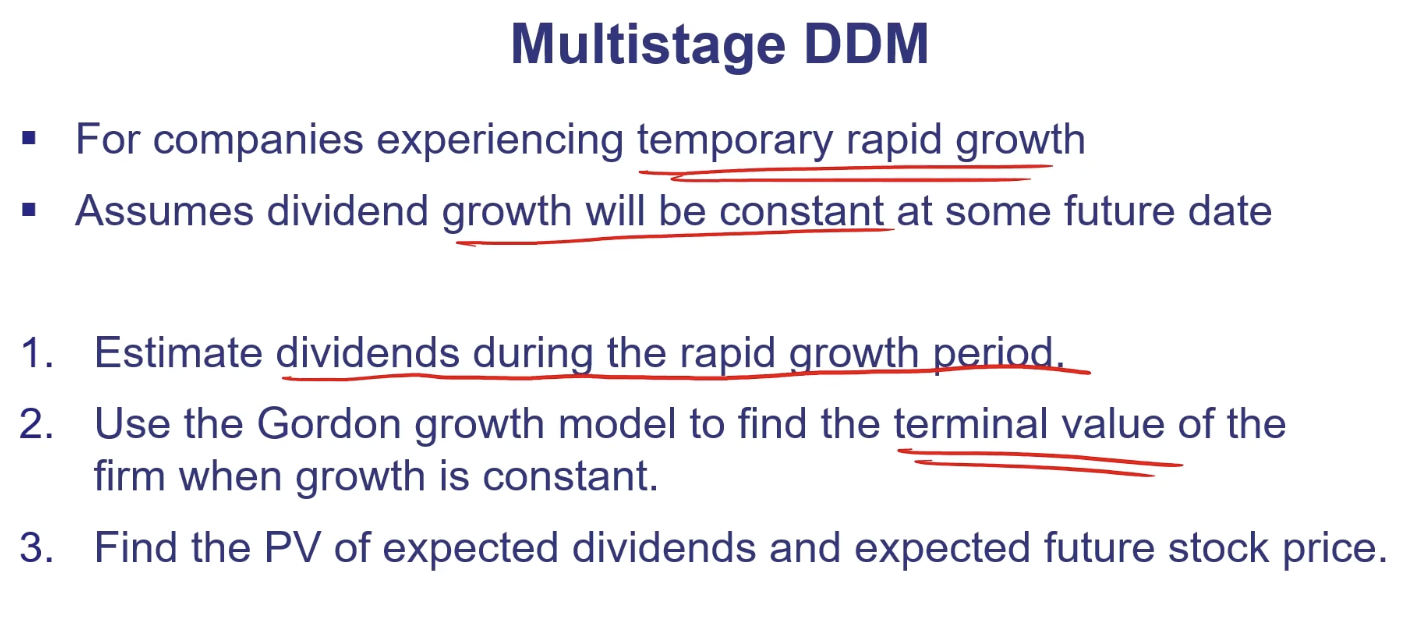 Multistage DDM
▪ For companies experiencing temporary rapid growth
▪ Assumes dividend growth will be constant at some future date
1. Estimate dividends during the rapid growth period.
2. Use the Gordon growth model to find the terminal value of the
firm when growth is constant.
3. Find the PV of expected dividends and expected future stock price.